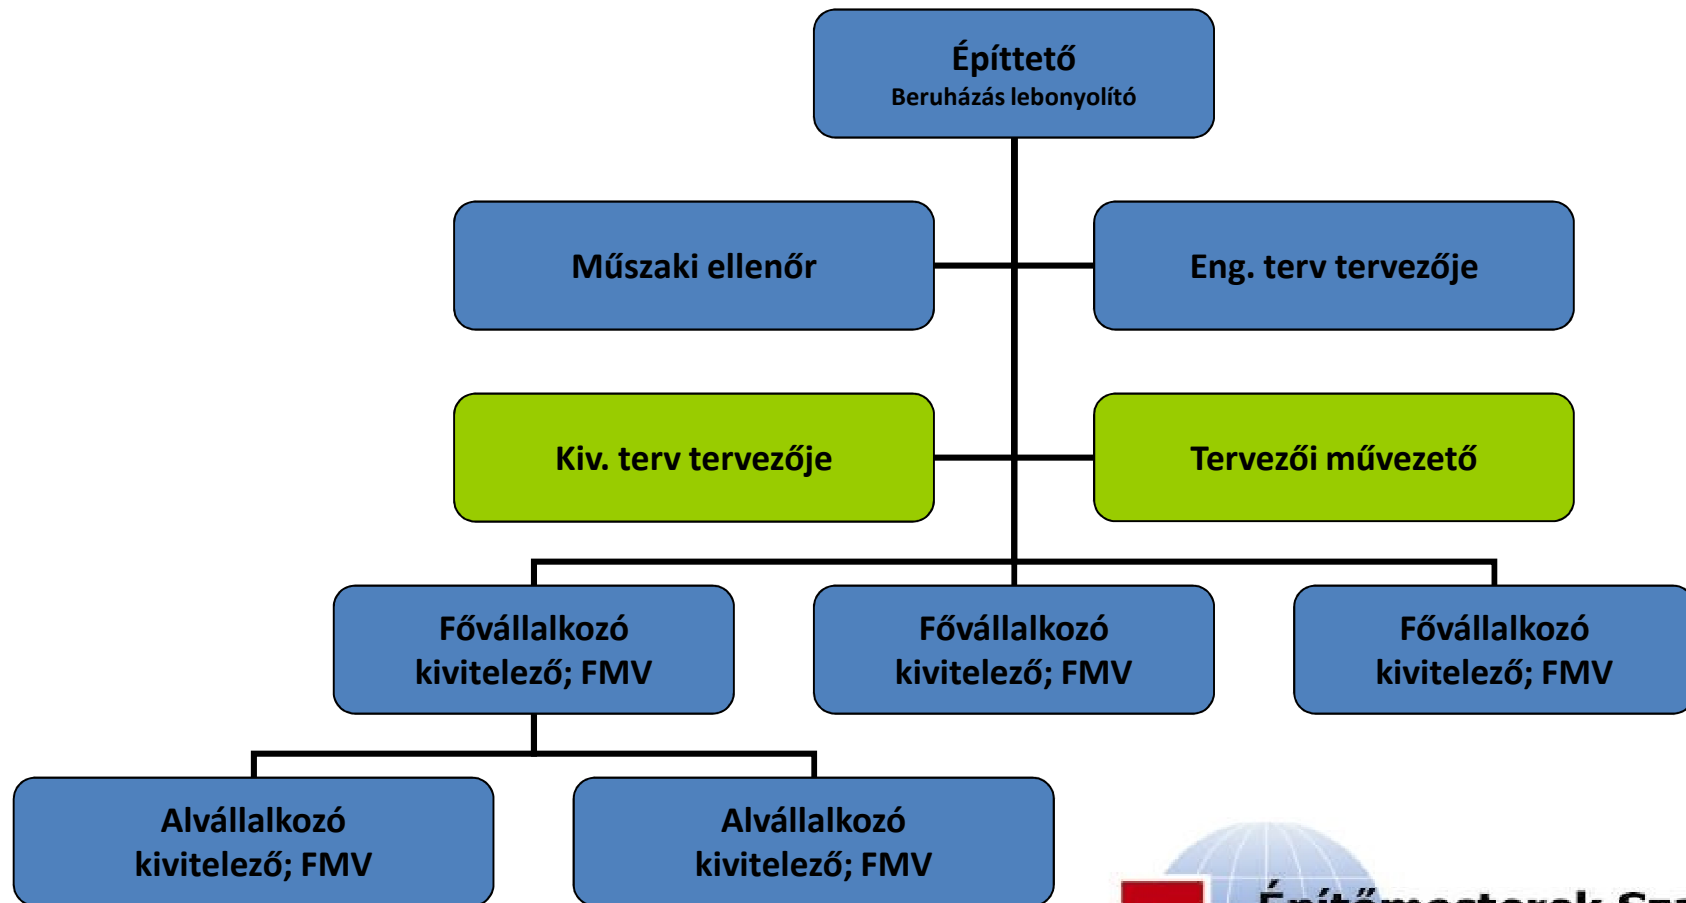 Építtető
Beruházás lebonyolító
Műszaki ellenőr
Eng. terv tervezője
Kiv. terv tervezője
Tervezői művezető
Fővállalkozó
kivitelező; FMV
Fővállalkozó
kivitelező; FMV
Fővállalkozó
kivitelező; FMV
Alvállalkozó
kivitelező; FMV
Alvállalkozó
kivitelező; FMV
Építőmesterek